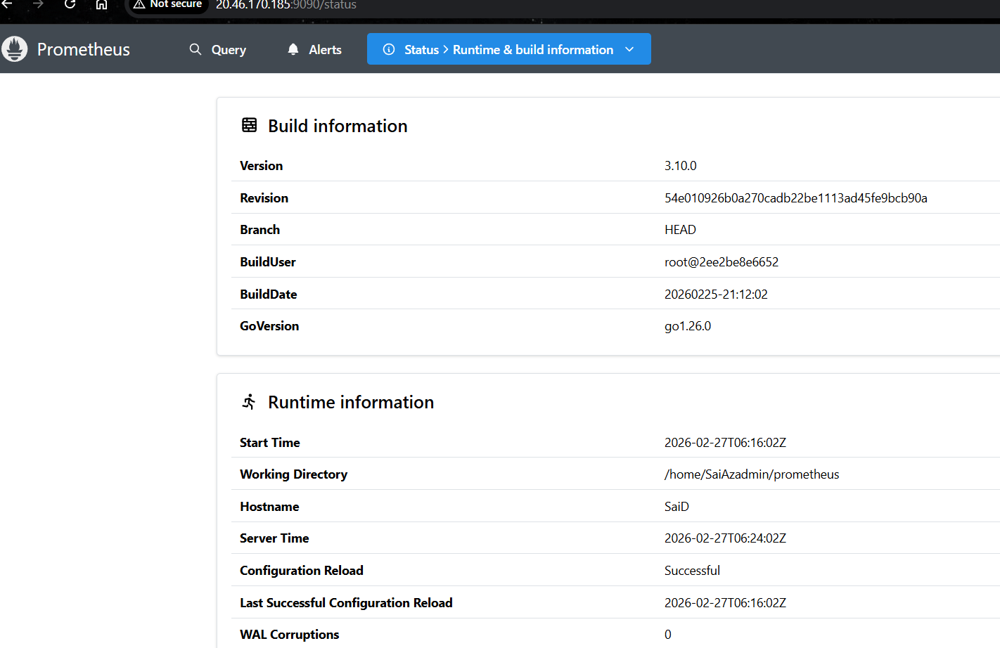 Not secure 20.46.170.185:9090/status
Prometheus Query Alerts Status > Runtime & build information
Build information
Version 3.10.0
Revision 54e010926b0a270cadb22be1113ad45fe9bcb90a
Branch HEAD
BuildUser root@2ee2be8e6652
BuildDate 20260225-21:12:02
GoVersion go1.26.0
Runtime information
Start Time 2026-02-27T06:16:02Z
Working Directory /home/SaiAzadmin/prometheus
Hostname SaiD
Server Time 2026-02-27T06:24:02Z
Configuration Reload Successful
Last Successful Configuration Reload 2026-02-27T06:16:02Z
WAL Corruptions 0